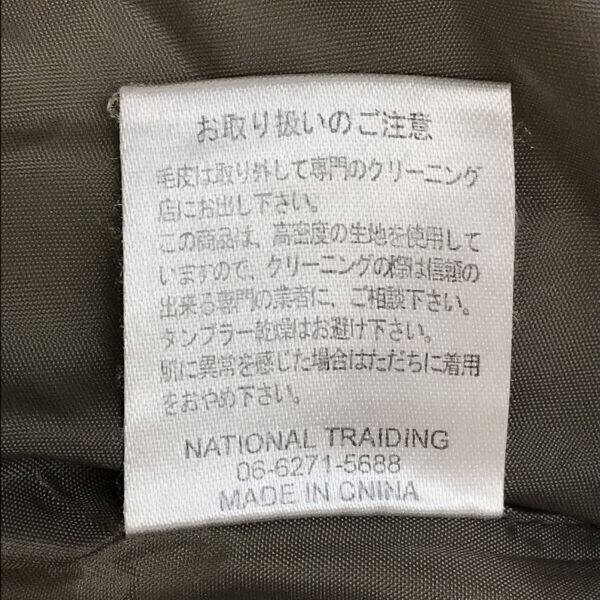 お取り扱いのご注意
毛皮は取り外して専門のクリーニング
店にお出し下さい。
この商品は、高密度の生地を使用して
いますので、クリーニングの際は信頼の
出来る専門の業者に、ご相談下さい。
タンブラー乾燥はお避け下さい。
肌に異常を感じた場合はただちに着用
をおやめ下さい。
NATIONAL TRAIDING
06-6271-5688
MADE IN CNINA